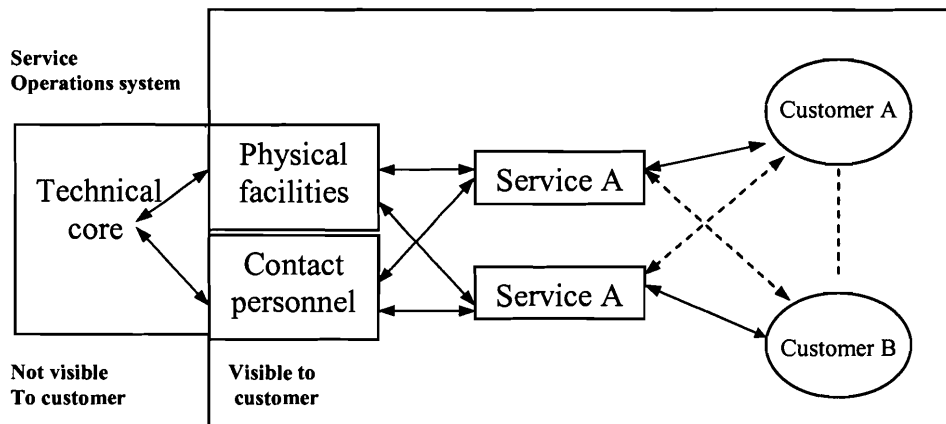 Service
Operations system
Technical
core
Physical
facilities
Contact
personnel
Service A
Service A
Customer A
Customer B
Not visible
To customer
Visible to
customer